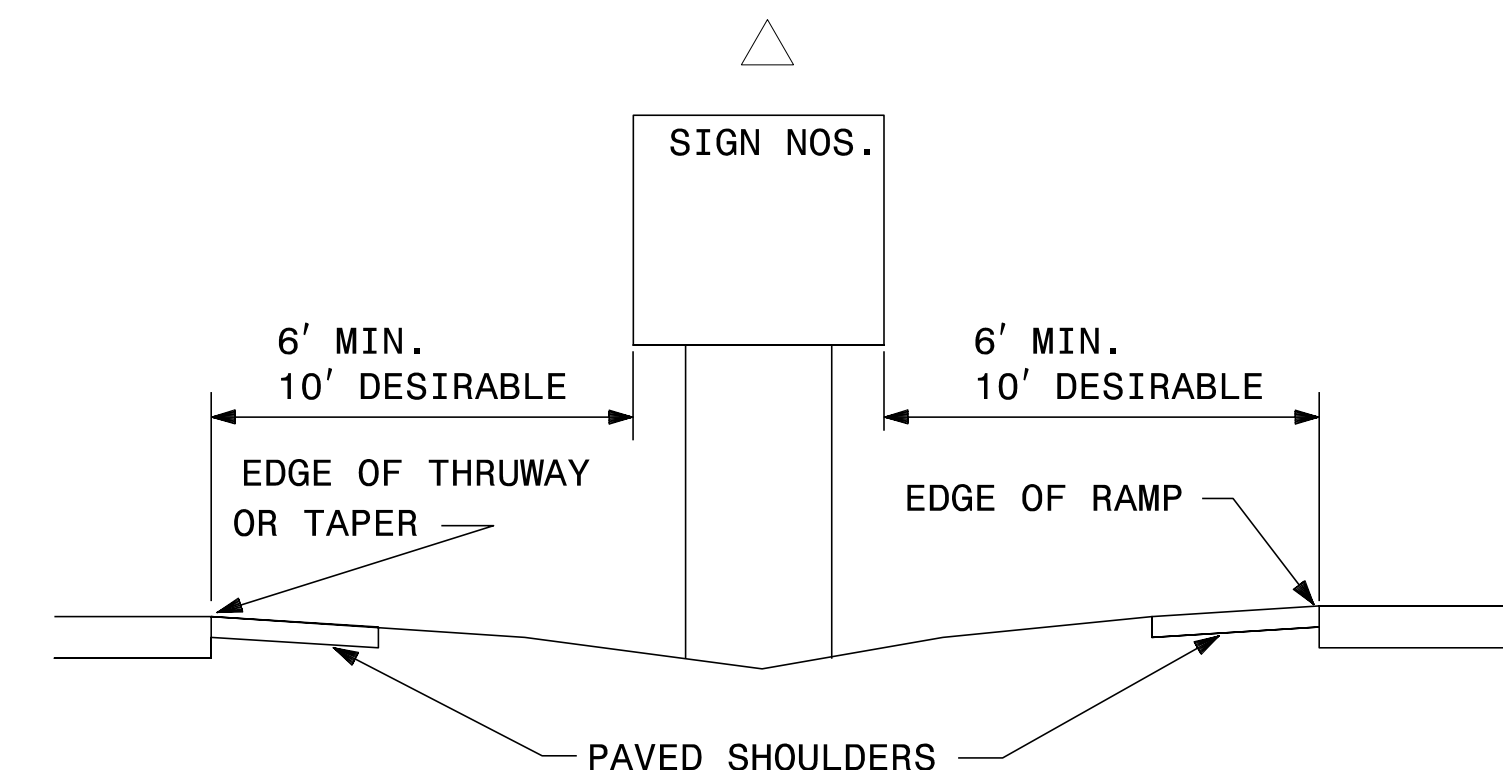 SIGN NOS.
6' MIN.
10' DESIRABLE
6' MIN.
10' DESIRABLE
EDGE OF THRUWAY
OR TAPER
EDGE OF RAMP
PAVED SHOULDERS